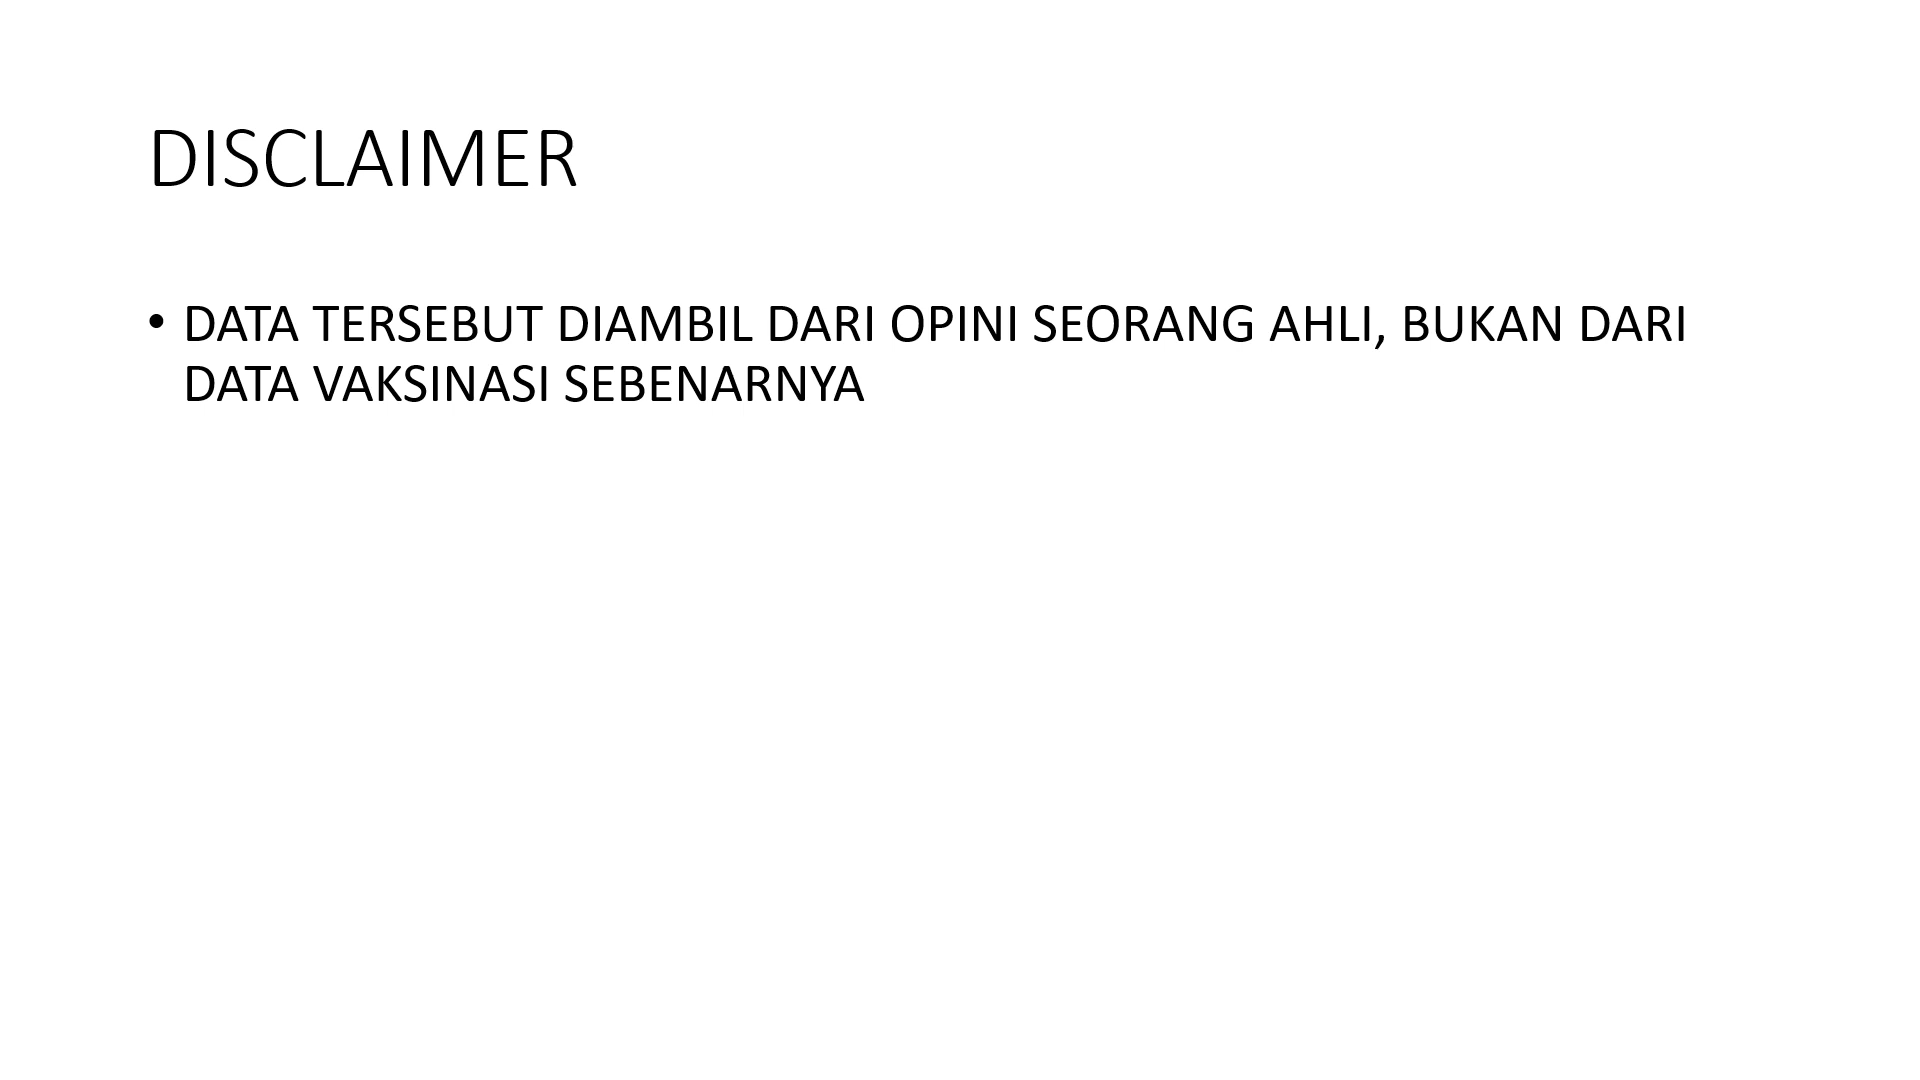 DISCLAIMER
• DATA TERSEBUT DIAMBIL DARI OPINI SEORANG AHLI, BUKAN DARI
DATA VAKSINASI SEBENARNYA